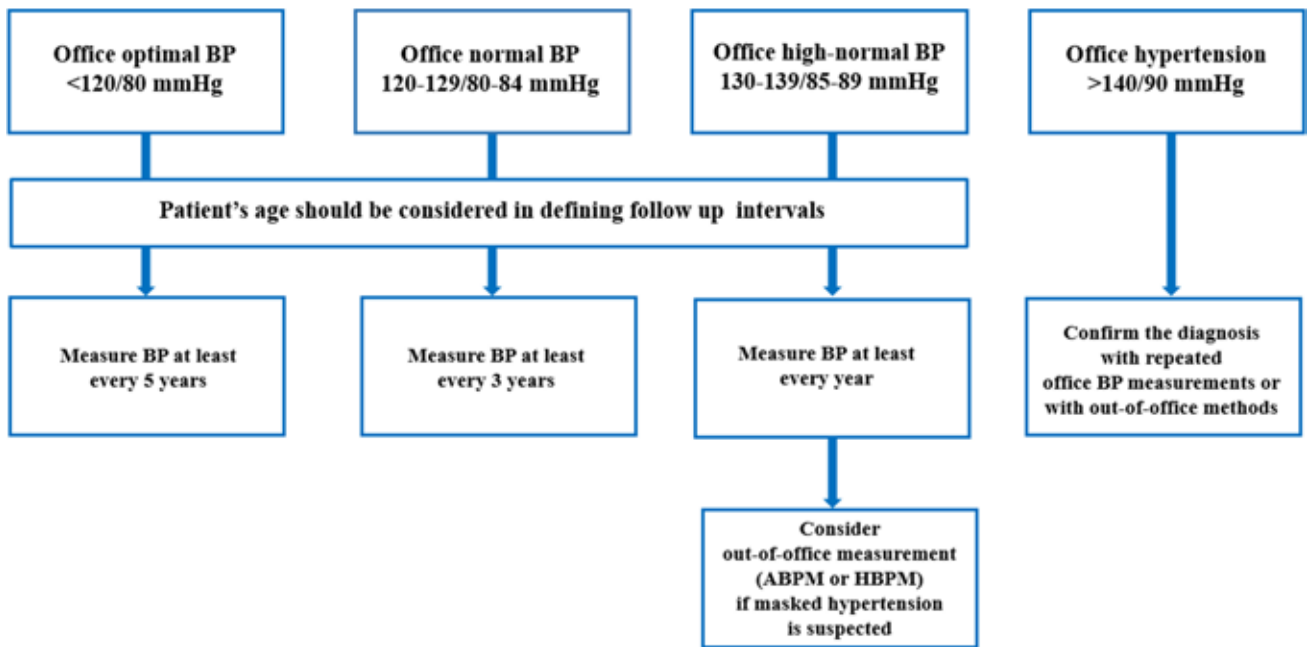 Office optimal BP
<120/80 mmHg
Office normal BP
120-129/80-84 mmHg
Office high-normal BP
130-139/85-89 mmHg
Office hypertension
>140/90 mmHg
Patient's age should be considered in defining follow up intervals
Measure BP at least
every 5 years
Measure BP at least
every 3 years
Measure BP at least
every year
Confirm the diagnosis
with repeated
office BP measurements or
with out-of-office methods
Consider
out-of-office measurement
(ABPM or HBPM)
if masked hypertension
is suspected